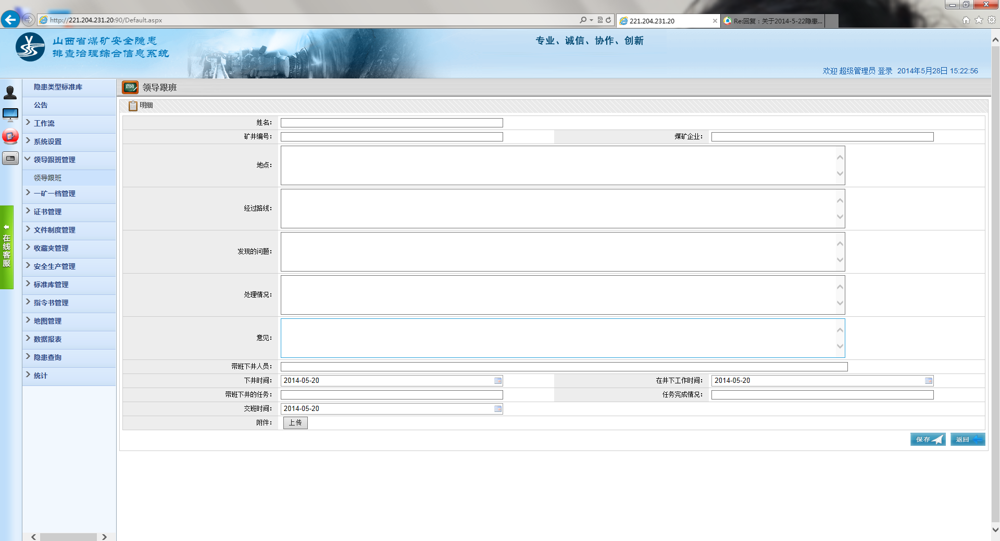 http://221.204.231.20:90/Default.aspx
221.204.231.20
Re:回复：关于2014-5-22隐患...
山西省煤矿安全隐患
排查治理综合信息系统
专业、诚信、协作、创新
欢迎 超级管理员 登录 2014年5月28日 15:22:56
隐患类型标准库
公告
工作流
系统设置
领导跟班管理
领导跟班
一矿一档管理
证书管理
文件制度管理
收藏夹管理
安全生产管理
标准库管理
指令书管理
地图管理
数据报表
隐患查询
统计
在线客服
领导跟班
明细
姓名：
矿井编号：
煤矿企业：
地点：
经过路线：
发现的问题：
处理情况：
意见：
带班下井人员：
下井时间： 2014-05-20
在井下工作时间： 2014-05-20
带班下井的任务：
任务完成情况：
交班时间： 2014-05-20
附件： 上传
保存
返回